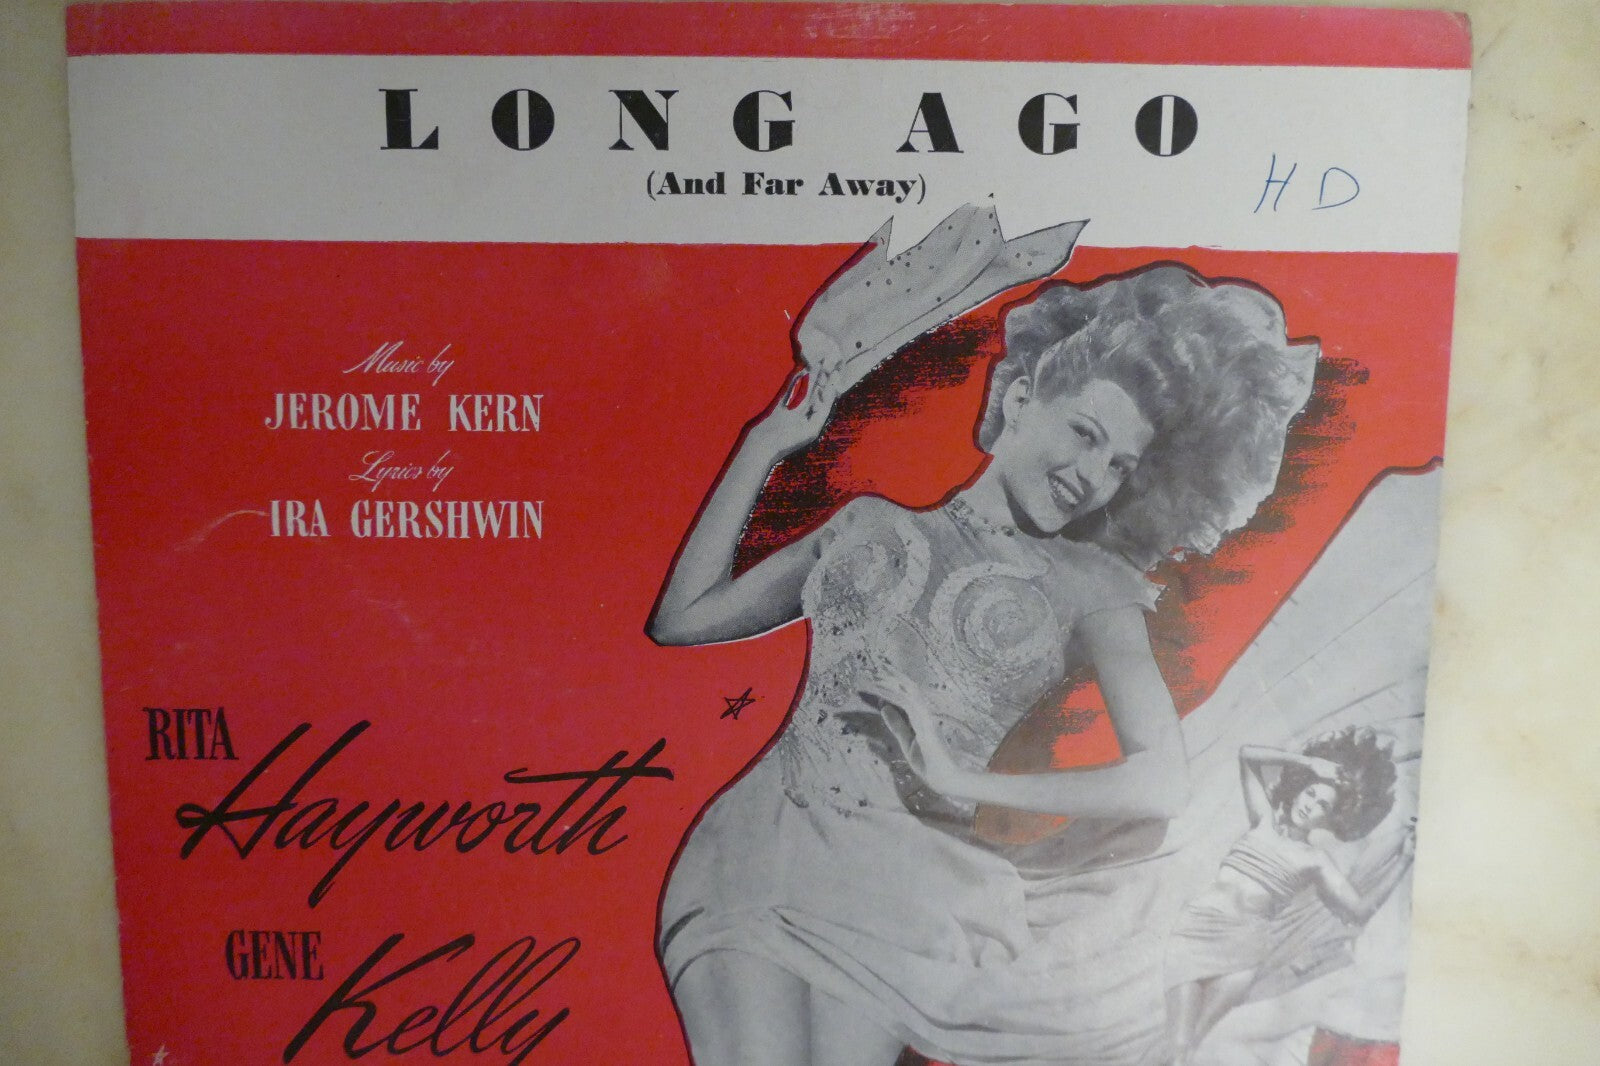 LONG AGO
(And Far Away)
HD
Music by
JEROME KERN
Lyrics by
IRA GERSHWIN
RITA
Hayworth
GENE
Kelly